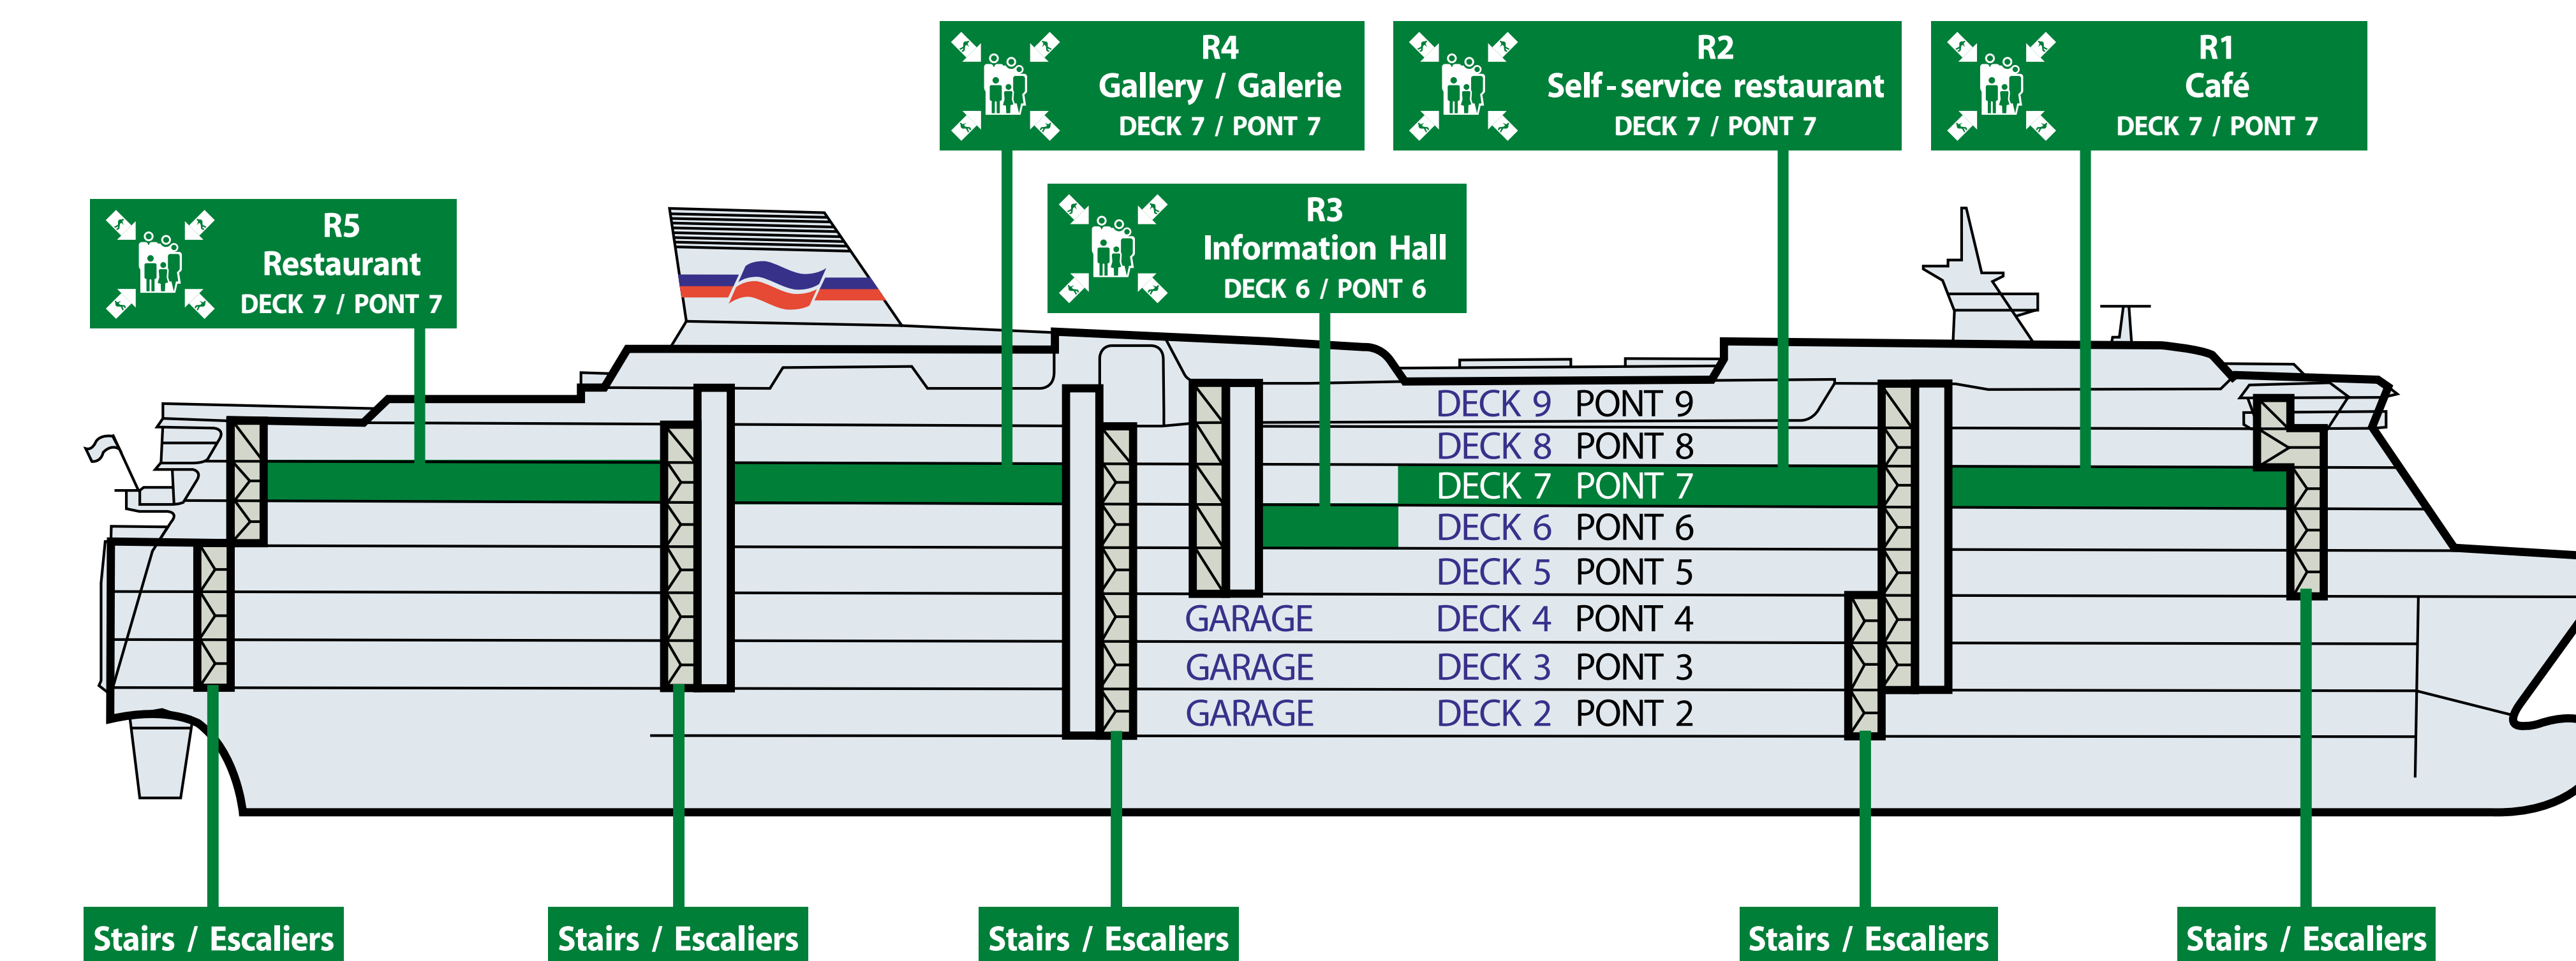 R4
Gallery / Galerie
DECK 7 / PONT 7
R2
Self-service restaurant
DECK 7 / PONT 7
R1
Café
DECK 7 / PONT 7
R5
Restaurant
DECK 7 / PONT 7
R3
Information Hall
DECK 6 / PONT 6
DECK 9 PONT 9
DECK 8 PONT 8
DECK 7 PONT 7
DECK 6 PONT 6
DECK 5 PONT 5
GARAGE DECK 4 PONT 4
GARAGE DECK 3 PONT 3
GARAGE DECK 2 PONT 2
Stairs / Escaliers
Stairs / Escaliers
Stairs / Escaliers
Stairs / Escaliers
Stairs / Escaliers